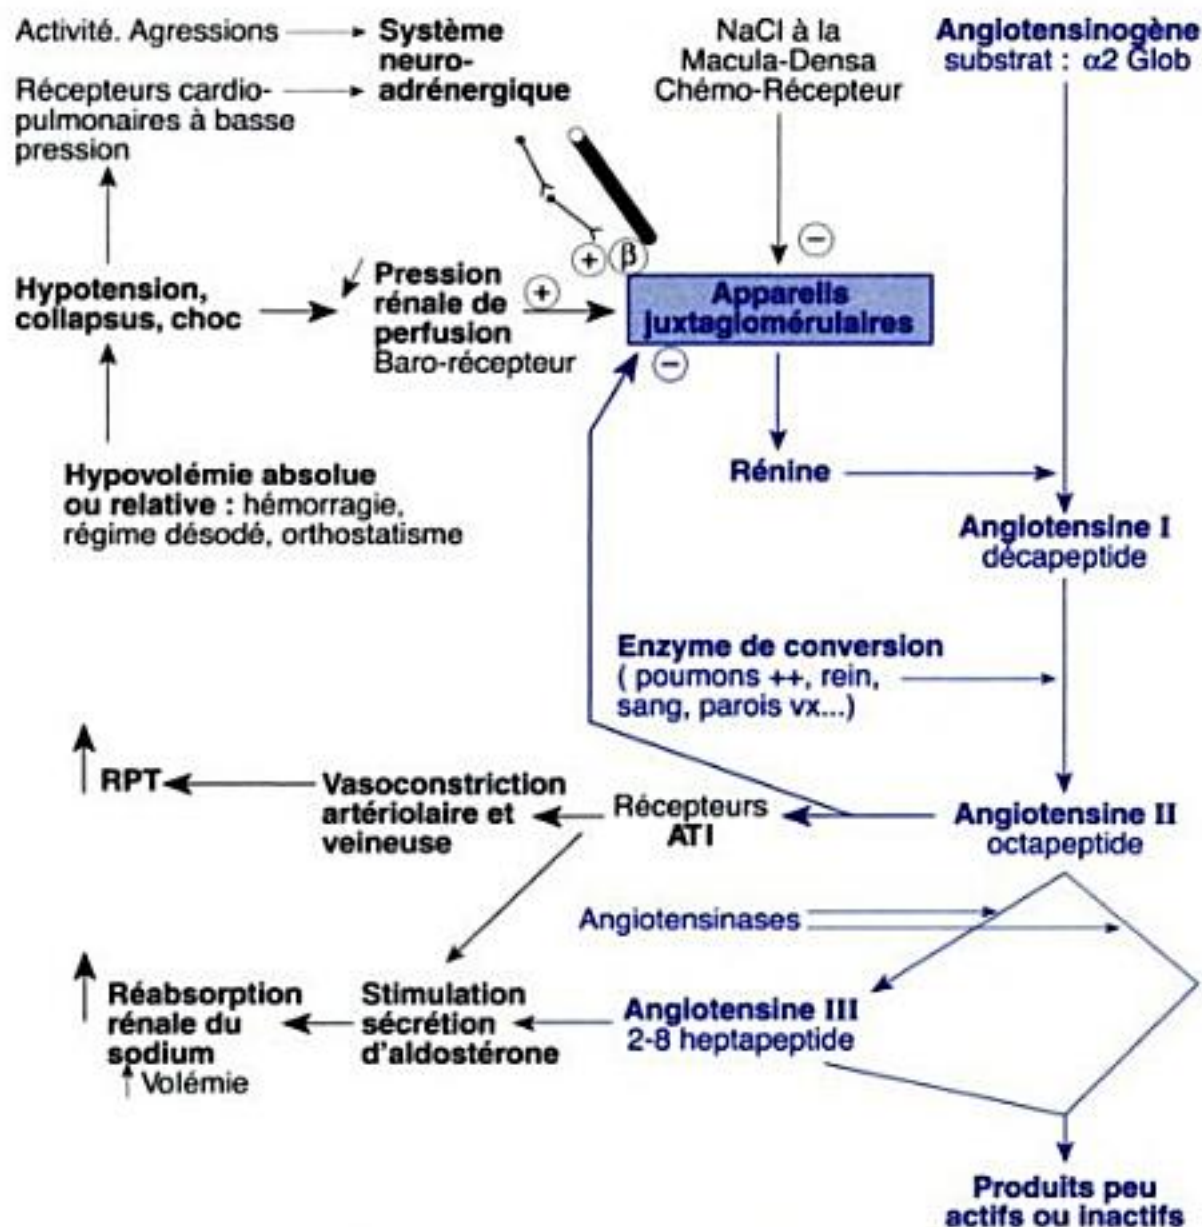 Activité. Agressions
Système
neuro-
adrénergique
Récepteurs cardio-
pulmonaires à basse
pression
NaCl à la
Macula-Densa
Chémo-Récepteur
Angiotensinogène
substrat : α2 Glob
+
β
−
Hypotension,
collapsus, choc
Pression
rénale de
perfusion
Baro-récepteur
+
Appareils
juxtaglomérulaires
−
Hypovolémie absolue
ou relative : hémorragie,
régime désodé, orthostatisme
Rénine
Angiotensine I
décapeptide
Enzyme de conversion
( poumons ++, rein,
sang, parois vx...)
RPT
Vasoconstriction
artériolaire et
veineuse
Récepteurs
ATI
Angiotensine II
octapeptide
Angiotensinases
Réabsorption
rénale du
sodium
Volémie
Stimulation
sécrétion
d'aldostérone
Angiotensine III
2-8 heptapeptide
Produits peu
actifs ou inactifs